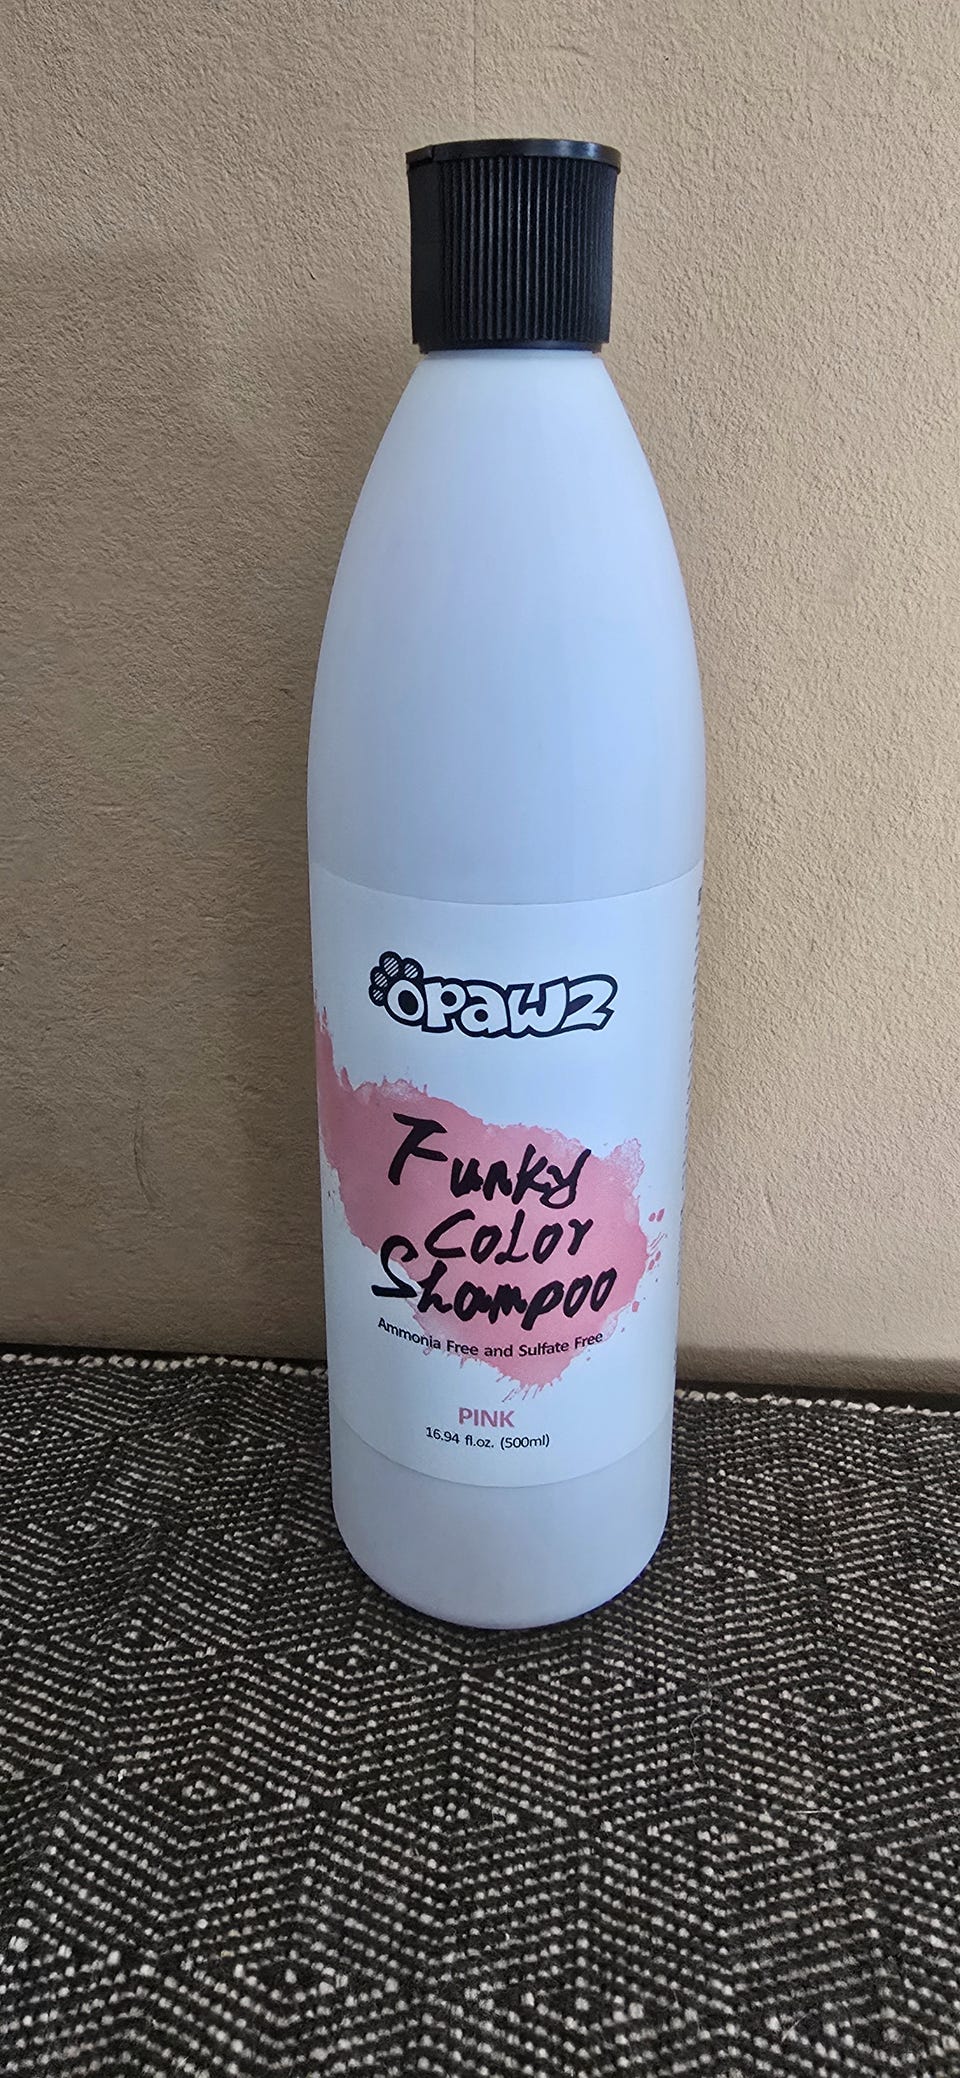 OPAWZ
Funky
Color
Shampoo
Ammonia Free and Sulfate Free
PINK
16.94 fl.oz. (500ml)